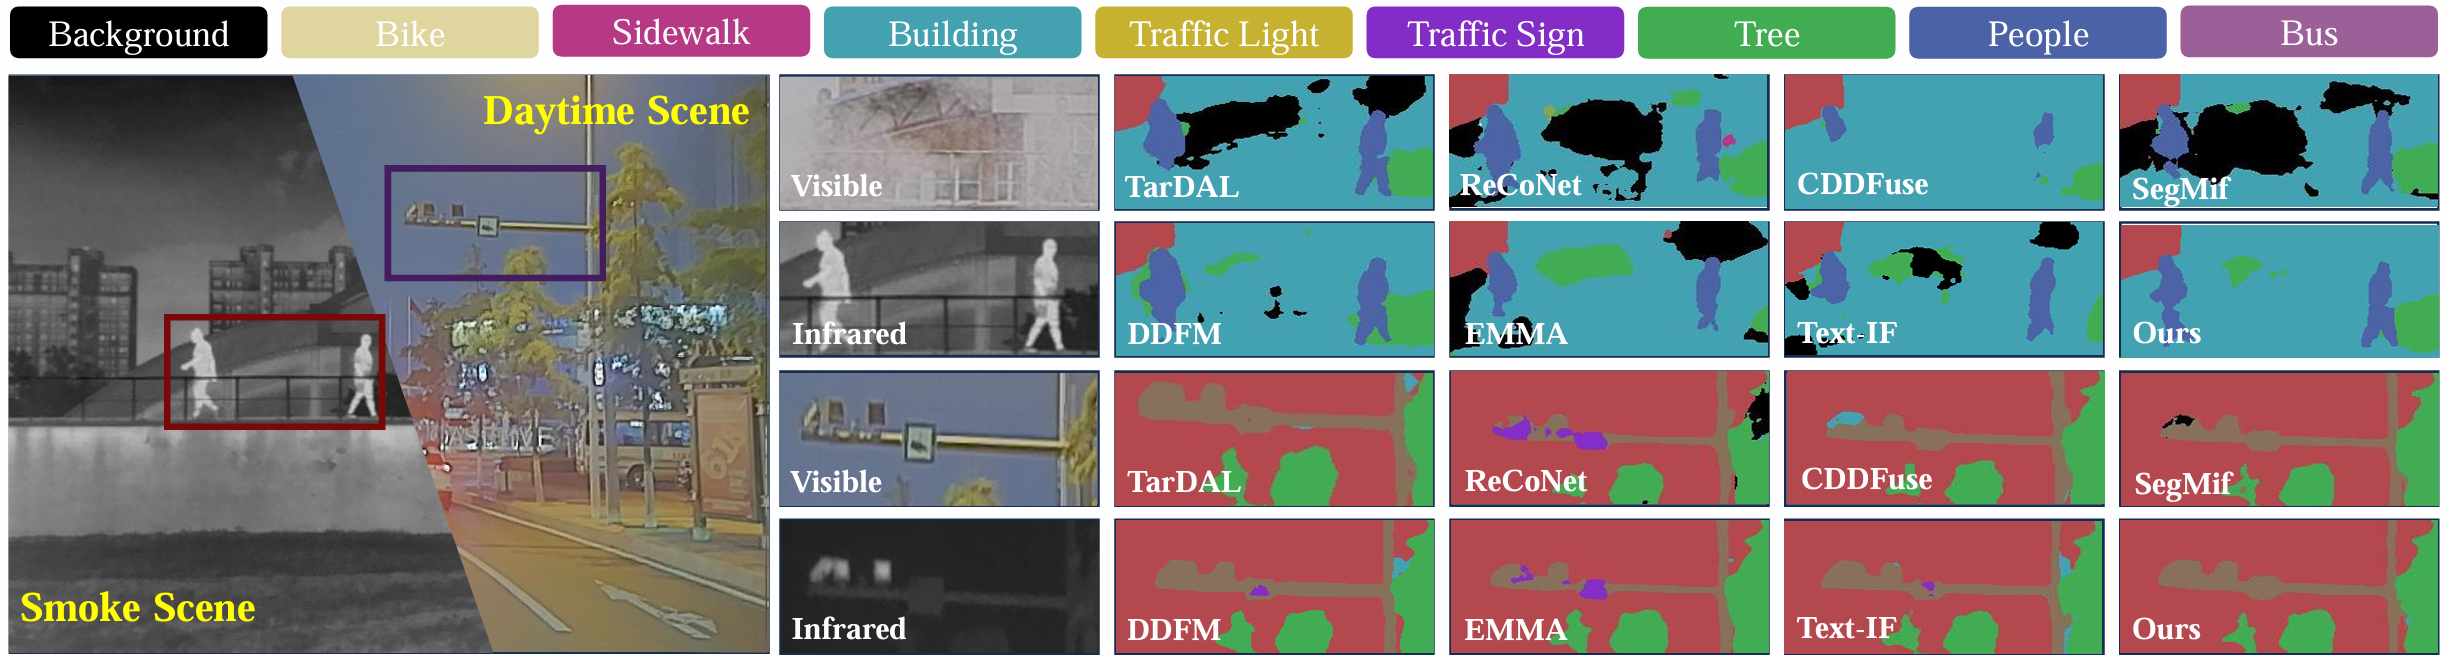 Background Bike Sidewalk Building Traffic Light Traffic Sign Tree People Bus
Daytime Scene
Smoke Scene
Visible TarDAL ReCoNet CDDFuse SegMif
Infrared DDFM EMMA Text-IF Ours
Visible TarDAL ReCoNet CDDFuse SegMif
Infrared DDFM EMMA Text-IF Ours